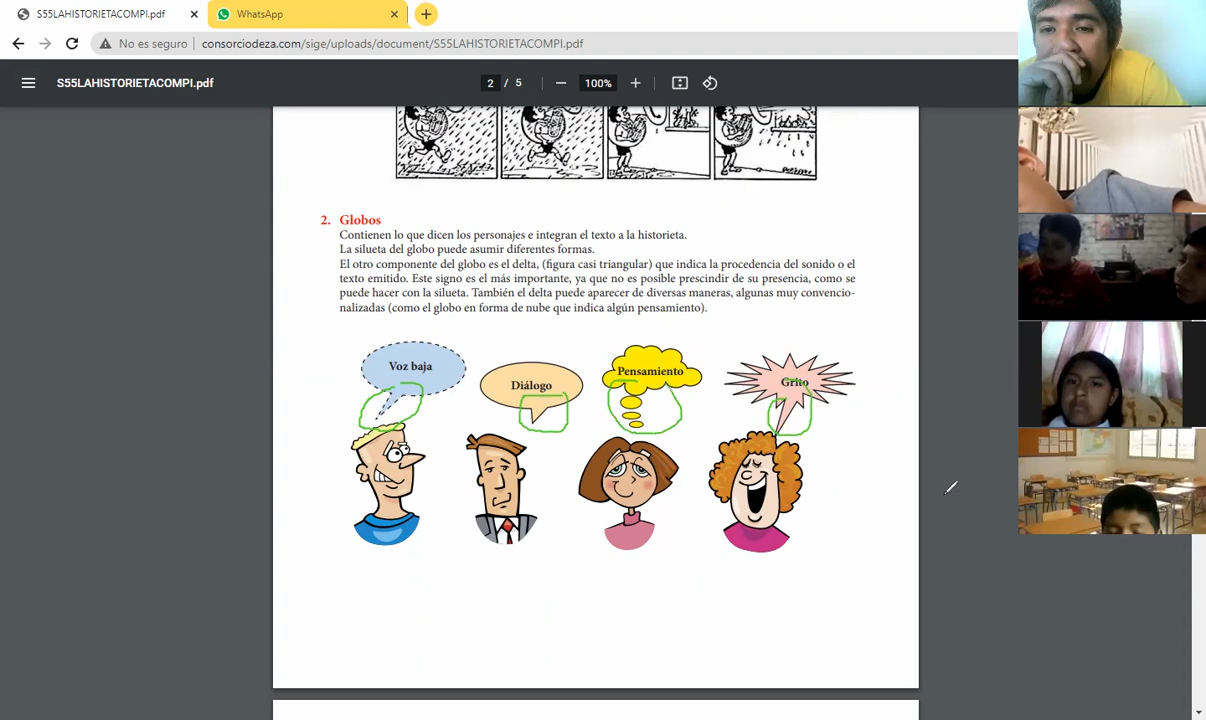 S55LAHISTORIETACOMPI.pdf
WhatsApp
No es seguro
consorciodeza.com/sige/uploads/document/S55LAHISTORIETACOMPI.pdf
S55LAHISTORIETACOMPI.pdf
2 / 5
100%
2. Globos
Contienen lo que dicen los personajes e integran el texto a la historieta.
La silueta del globo puede asumir diferentes formas.
El otro componente del globo es el delta, (figura casi triangular) que indica la procedencia del sonido o el
texto emitido. Este signo es el más importante, ya que no es posible prescindir de su presencia, como se
puede hacer con la silueta. También el delta puede aparecer de diversas maneras, algunas muy convencio-
nalizadas (como el globo en forma de nube que indica algún pensamiento).
Voz baja
Diálogo
Pensamiento
Grito